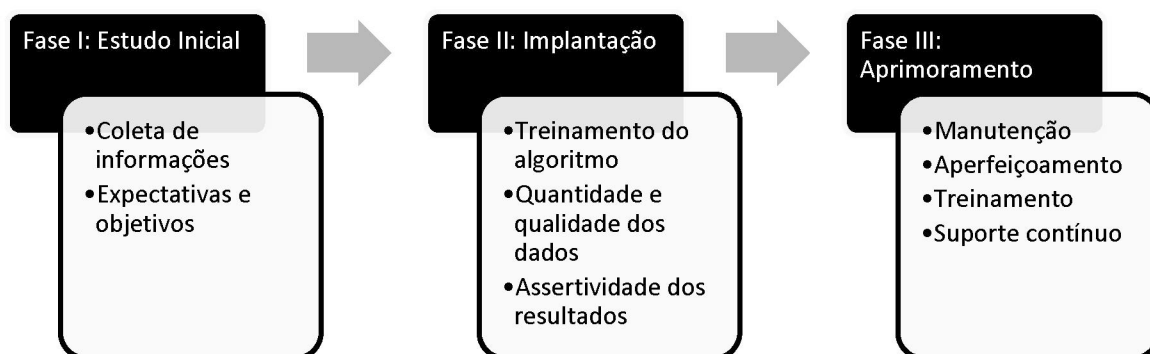 Fase I: Estudo Inicial
•Coleta de
informações
•Expectativas e
objetivos
Fase II: Implantação
•Treinamento do
algoritmo
•Quantidade e
qualidade dos
dados
•Assertividade dos
resultados
Fase III:
Aprimoramento
•Manutenção
•Aperfeiçoamento
•Treinamento
•Suporte contínuo